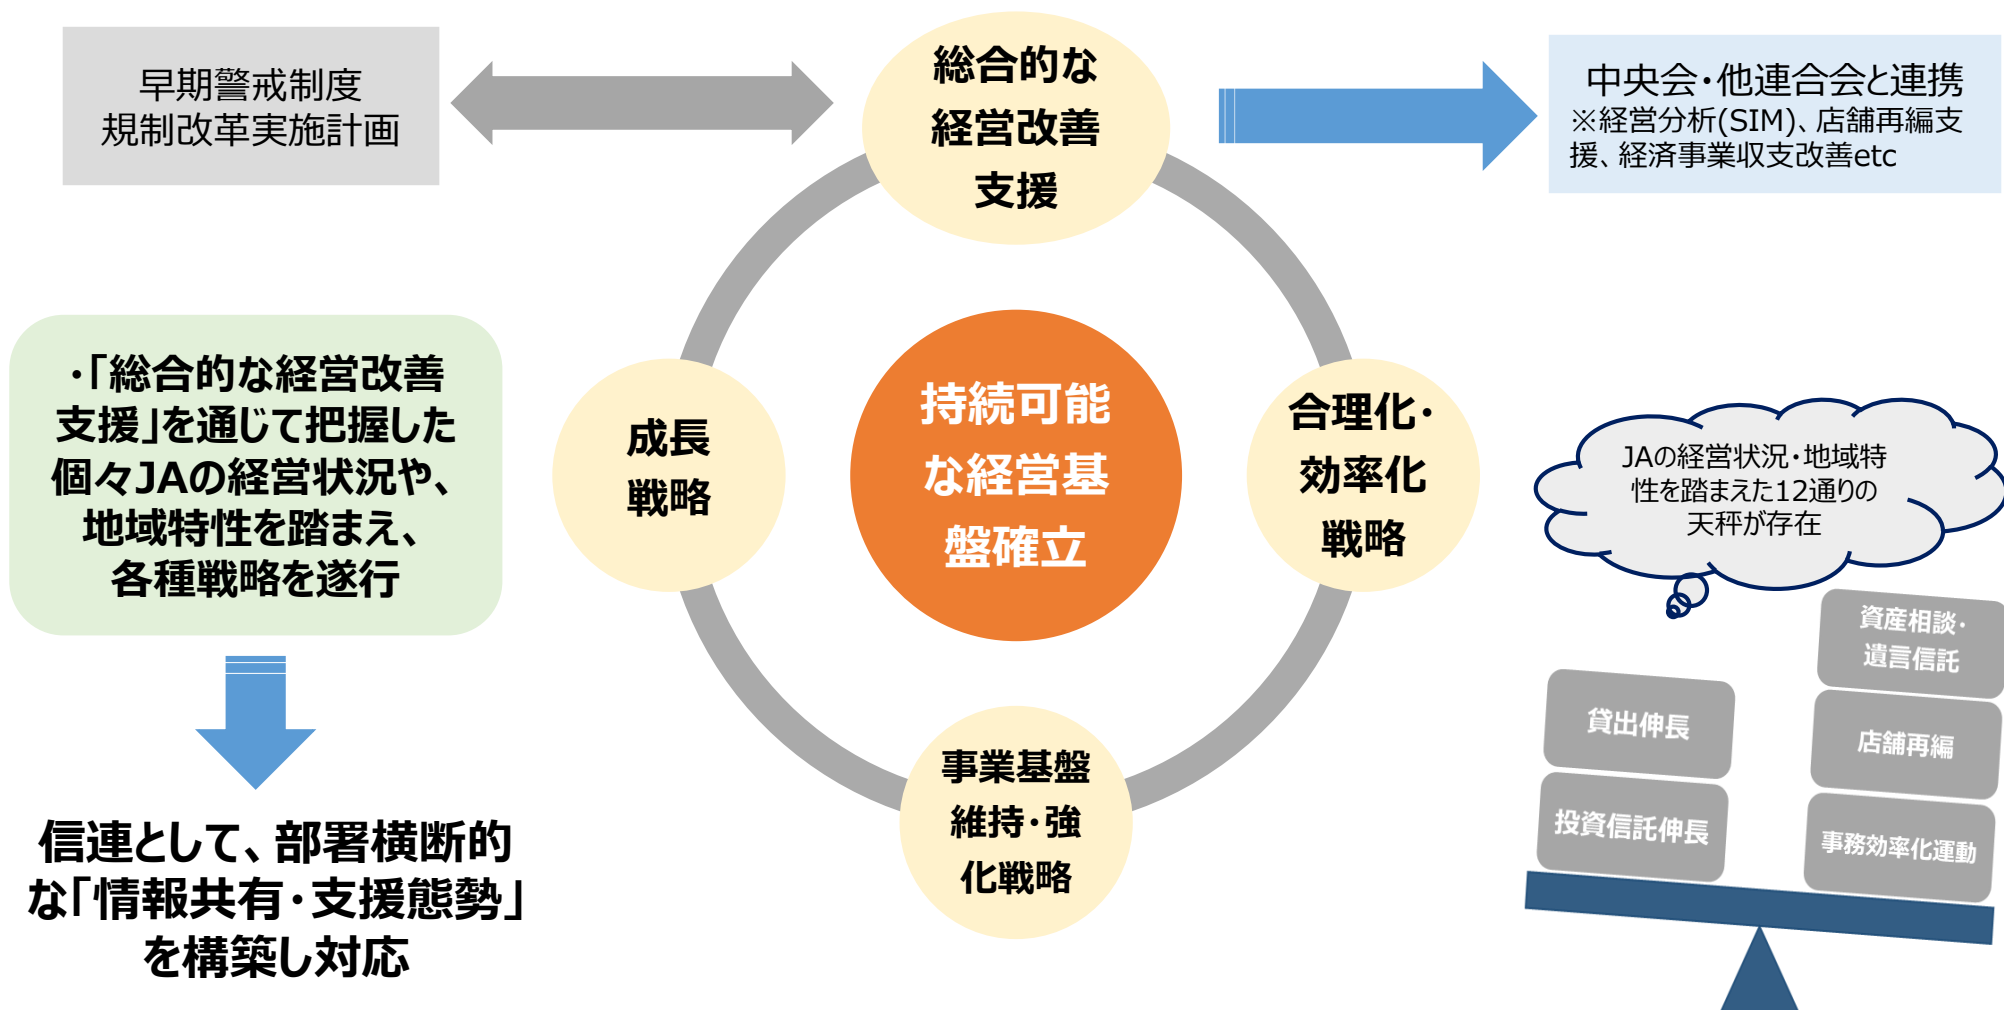 早期警戒制度
規制改革実施計画
総合的な
経営改善
支援
中央会・他連合会と連携
※経営分析(SIM)、店舗再編支
援、経済事業収支改善etc
・「総合的な経営改善
支援」を通じて把握した
個々JAの経営状況や、
地域特性を踏まえ、
各種戦略を遂行
成長
戦略
持続可能
な経営基
盤確立
合理化・
効率化
戦略
JAの経営状況・地域特
性を踏まえた12通りの
天秤が存在
資産相談・
遺言信託
貸出伸長
店舗再編
投資信託伸長
事務効率化運動
事業基盤
維持・強
化戦略
信連として、部署横断的
な「情報共有・支援態勢」
を構築し対応